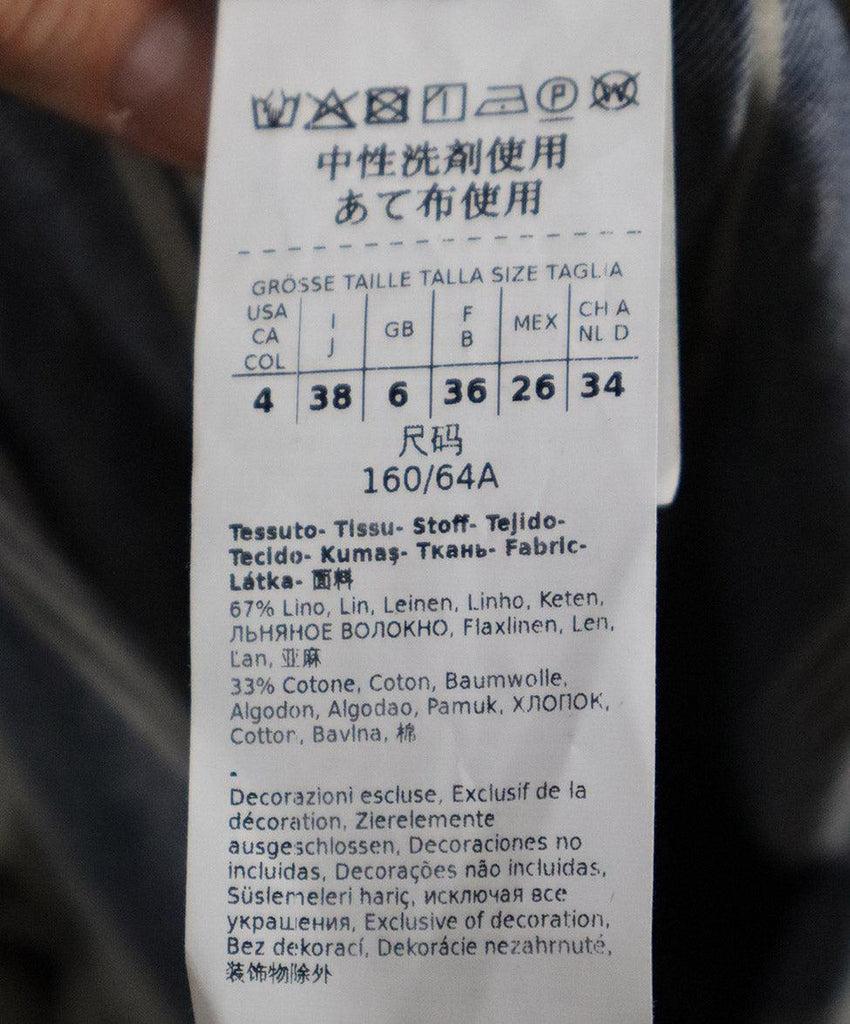 中性洗剤使用
あて布使用
GRÖSSE TAILLE TALLA SIZE TAGLIA
USA CA COL | I J | GB | F B | MEX | CH A NL D
4 | 38 | 6 | 36 | 26 | 34
尺码
160/64A
Tessuto- Tissu- Stoff- Tejido-
Tecido- Kumaş- Ткань- Fabric-
Látka- 面料
67% Lino, Lin, Leinen, Linho, Keten,
ЛЬНЯНОЕ ВОЛОКНО, Flaxlinen, Len,
Ľan, 亚麻
33% Cotone, Coton, Baumwolle,
Algodon, Algodao, Pamuk, ХЛОПОК,
Cotton, Bavlna, 棉
.
Decorazioni escluse, Exclusif de la
décoration, Zierelemente
ausgeschlossen, Decoraciones no
incluidas, Decorações não incluidas,
Süslemeleri hariç, исключая все
украшения, Exclusive of decoration,
Bez dekorací, Dekorácie nezahrnuté,
装饰物除外